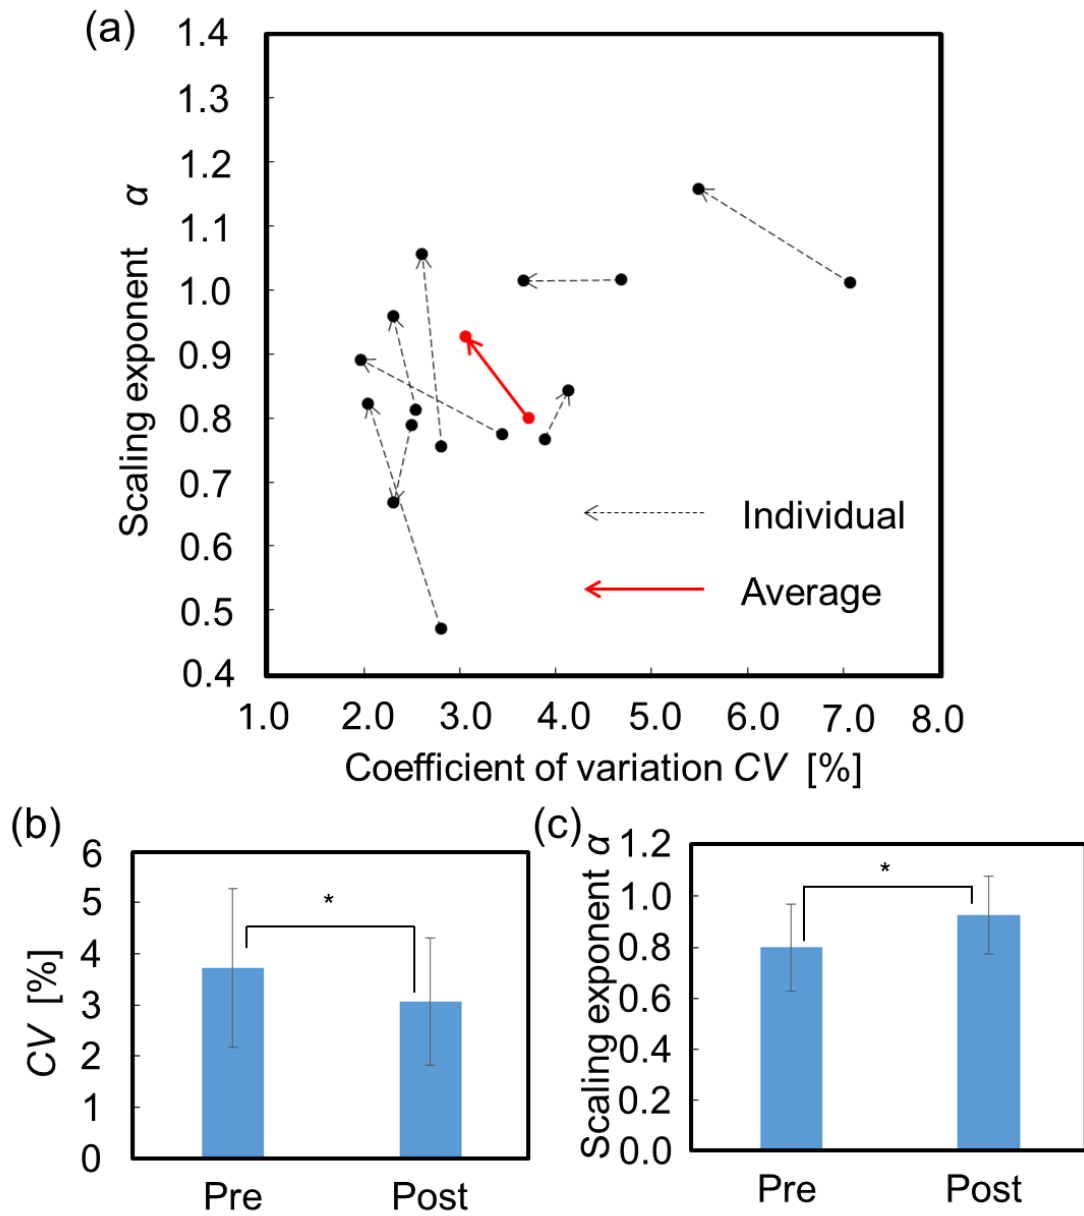 (a)
1.4
1.3
1.2
1.1
1.0
0.9
0.8
0.7
0.6
0.5
0.4
Scaling exponent α
Individual
Average
1.0 2.0 3.0 4.0 5.0 6.0 7.0 8.0
Coefficient of variation CV [%]
(b)
6
5
4
3
2
1
0
CV [%]
*
Pre Post
(c)
1.2
1.0
0.8
0.6
0.4
0.2
0.0
Scaling exponent α
*
Pre Post